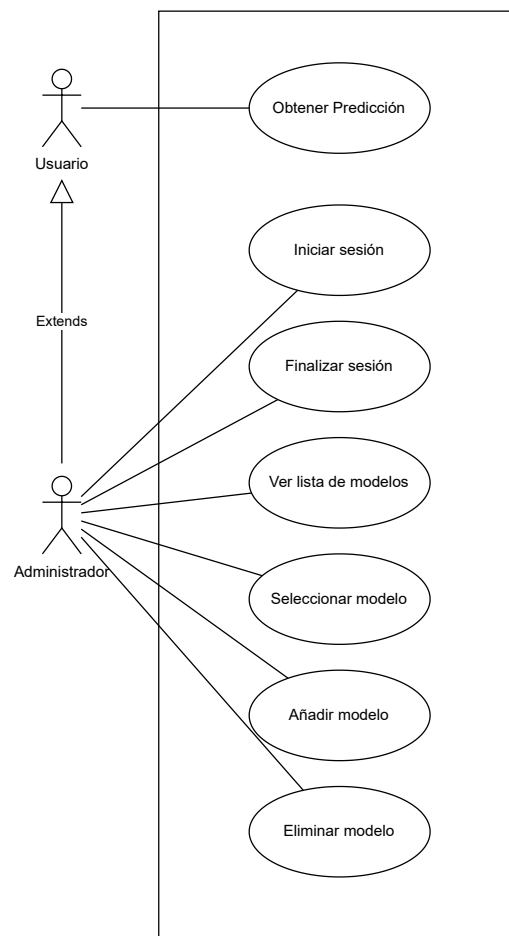 Obtener Predicción
Usuario
Iniciar sesión
Extends
Finalizar sesión
Ver lista de modelos
Administrador
Seleccionar modelo
Añadir modelo
Eliminar modelo